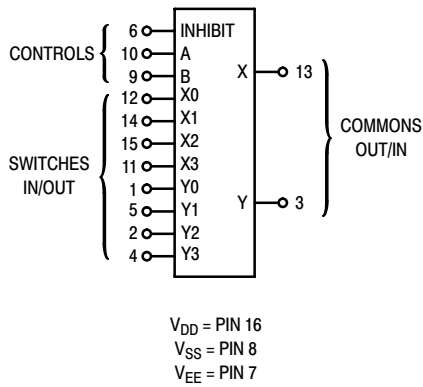 CONTROLS
6 INHIBIT
10 A
9 B
SWITCHES
IN/OUT
12 X0
14 X1
15 X2
11 X3
1 Y0
5 Y1
2 Y2
4 Y3
X 13
Y 3
COMMONS
OUT/IN
VDD = PIN 16
VSS = PIN 8
VEE = PIN 7